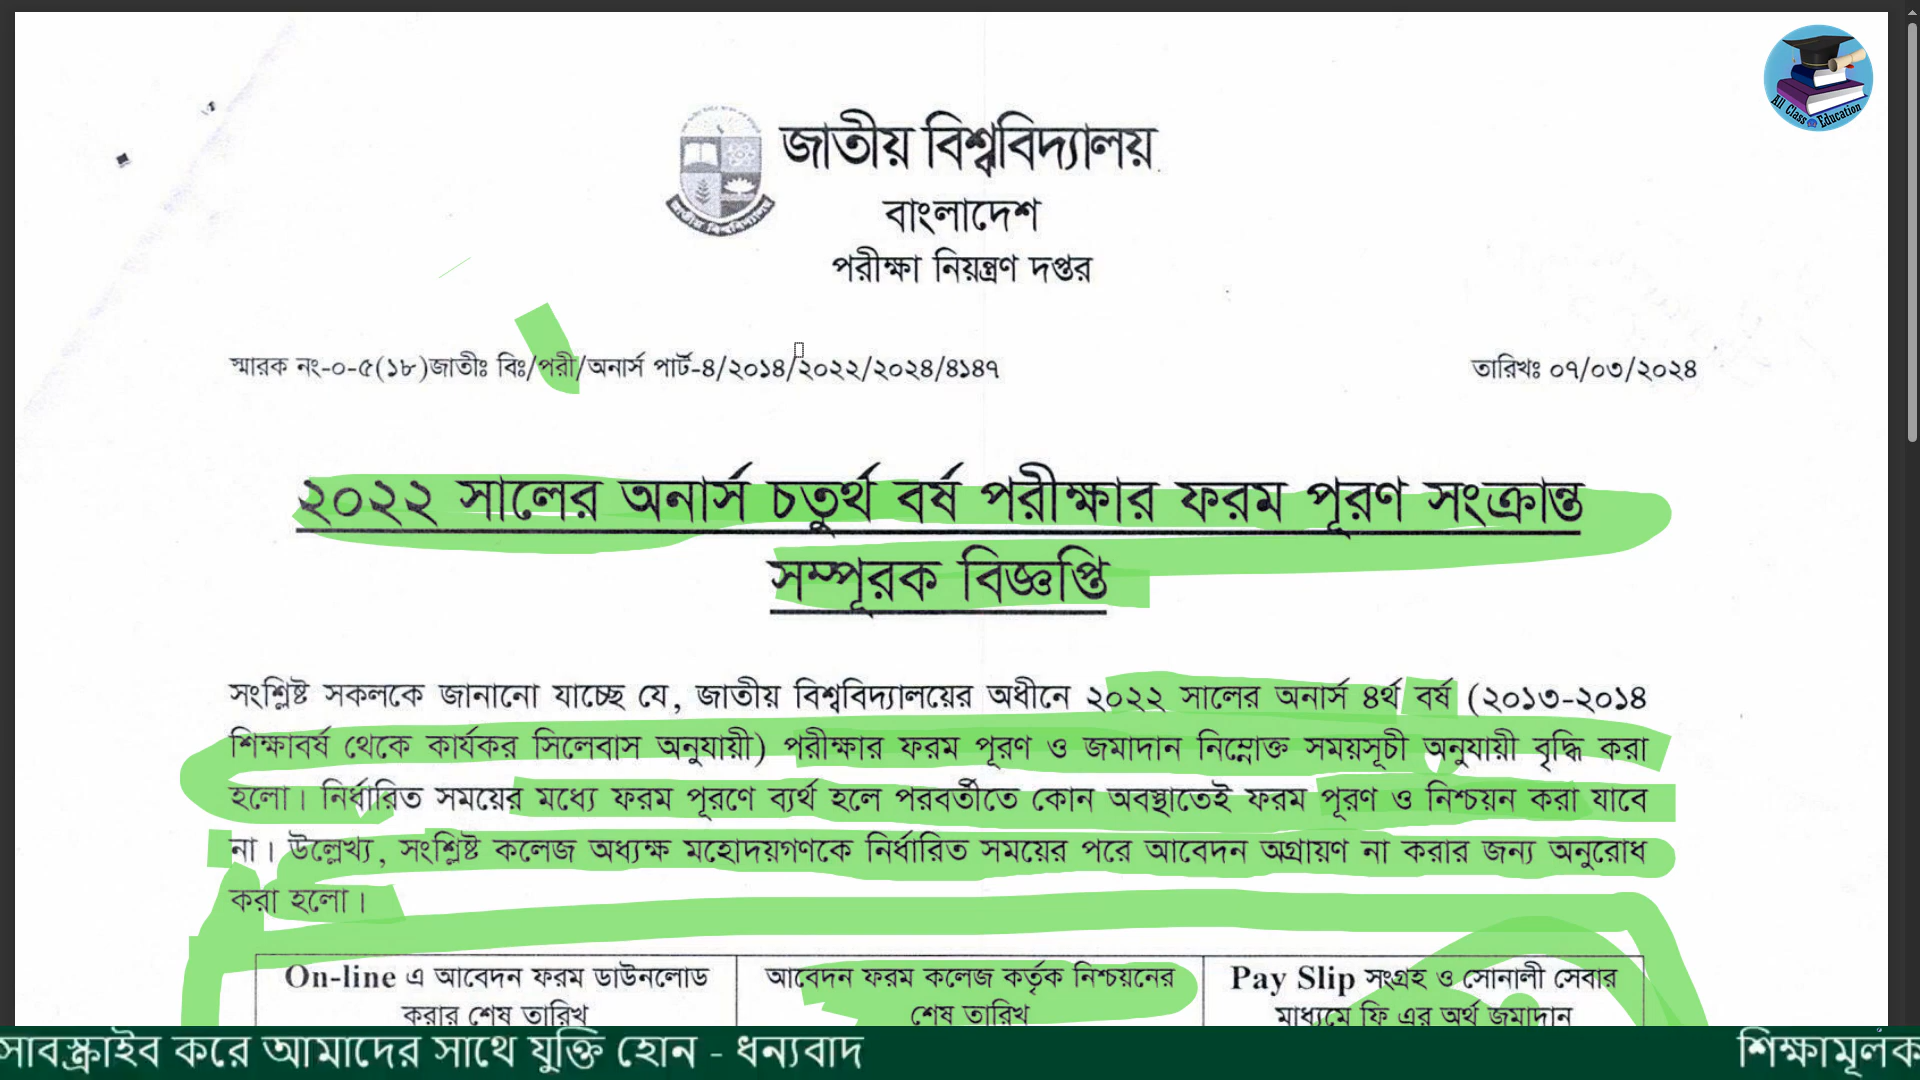 All Class Education
জাতীয় বিশ্ববিদ্যালয়
বাংলাদেশ
পরীক্ষা নিয়ন্ত্রণ দপ্তর
স্মারক নং-০-৫(১৮)জাতীঃ বিঃ/পরী/অনার্স পার্ট-৪/২০১৪/২০২২/২০২৪/৪১৪৭
তারিখঃ ০৭/০৩/২০২৪
২০২২ সালের অনার্স চতুর্থ বর্ষ পরীক্ষার ফরম পূরণ সংক্রান্ত
সম্পূরক বিজ্ঞপ্তি
সংশ্লিষ্ট সকলকে জানানো যাচ্ছে যে, জাতীয় বিশ্ববিদ্যালয়ের অধীনে ২০২২ সালের অনার্স ৪র্থ বর্ষ (২০১৩-২০১৪
শিক্ষাবর্ষ থেকে কার্যকর সিলেবাস অনুযায়ী) পরীক্ষার ফরম পূরণ ও জমাদান নিম্নোক্ত সময়সূচী অনুযায়ী বৃদ্ধি করা
হলো। নির্ধারিত সময়ের মধ্যে ফরম পূরণে ব্যর্থ হলে পরবর্তীতে কোন অবস্থাতেই ফরম পূরণ ও নিশ্চয়ন করা যাবে
না। উল্লেখ্য, সংশ্লিষ্ট কলেজ অধ্যক্ষ মহোদয়গণকে নির্ধারিত সময়ের পরে আবেদন অগ্রায়ণ না করার জন্য অনুরোধ
করা হলো।
On-line এ আবেদন ফরম ডাউনলোড
করার শেষ তারিখ
আবেদন ফরম কলেজ কর্তৃক নিশ্চয়নের
শেষ তারিখ
Pay Slip সংগ্রহ ও সোনালী সেবার
মাধ্যমে ফি এর অর্থ জমাদান
সাবস্ক্রাইব করে আমাদের সাথে যুক্তি হোন - ধন্যবাদ
শিক্ষামূলক